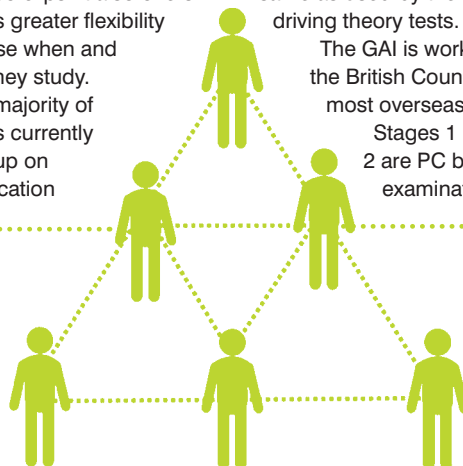 s greater flexibility
se when and
hey study.
majority of
s currently
up on
cation
driving theory tests.
The GAI is work
the British Coun
most overseas
Stages 1
2 are PC b
examinat